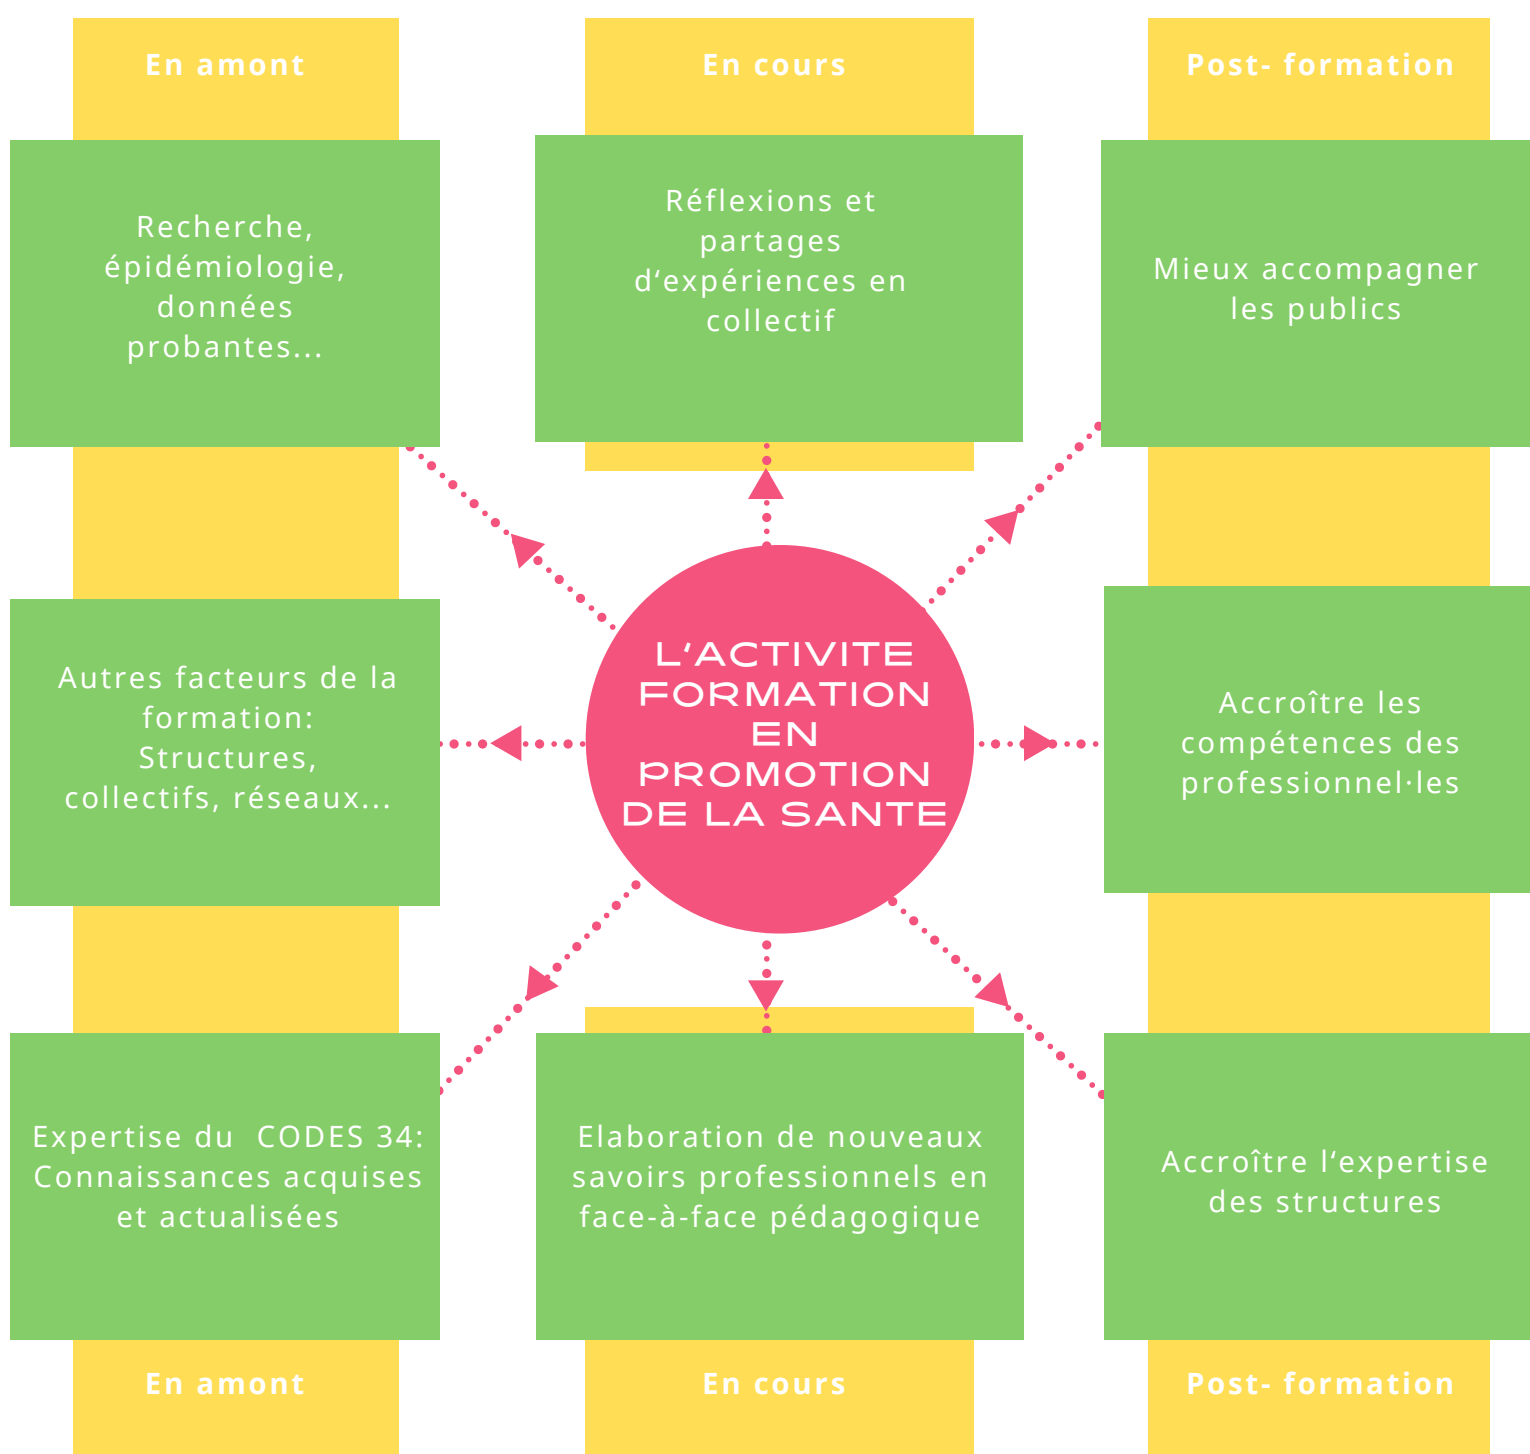 En amont
En cours
Post- formation
Recherche,
épidémiologie,
données
probantes...
Réflexions et
partages
d‘expériences en
collectif
Mieux accompagner
les publics
Autres facteurs de la
formation:
Structures,
collectifs, réseaux...
L‘ACTIVITE
FORMATION
EN
PROMOTION
DE LA SANTE
Accroître les
compétences des
professionnel·les
Expertise du  CODES 34:
Connaissances acquises
et actualisées
Elaboration de nouveaux
savoirs professionnels en
face-à-face pédagogique
Accroître l‘expertise
des structures
En amont
En cours
Post- formation